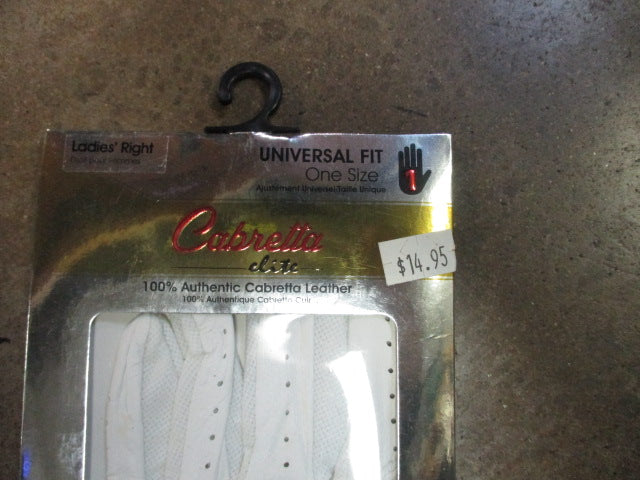 Ladies' Right
UNIVERSAL FIT
One Size
Ajustement Universel/Taille Unique
1
Cabretta
elite
$14.95
100% Authentic Cabretta Leather
100% Authentique Cabretta Cuir